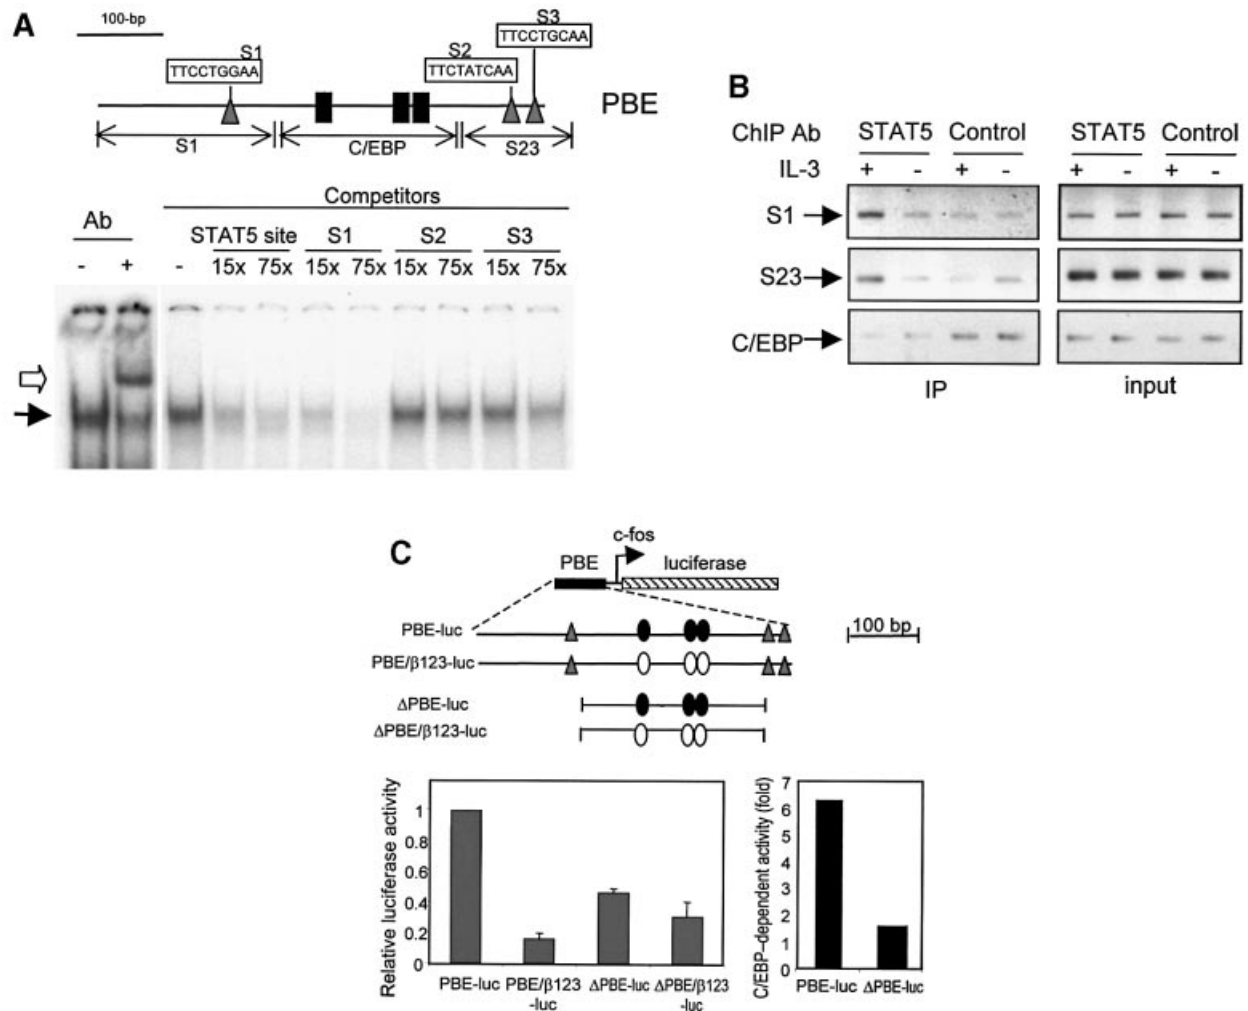 A
100-bp
S1
TTCCTGGAA
S2
TTCTATCAA
S3
TTCCTGCAA
PBE
S1
C/EBP
S23
Competitors
Ab
STAT5 site
S1
S2
S3
- + - 15x 75x 15x 75x 15x 75x 15x 75x
B
ChIP Ab STAT5 Control STAT5 Control
IL-3 + - + - + - + -
S1
S23
C/EBP
IP
input
C
c-fos
PBE
luciferase
PBE-luc
100 bp
PBE/β123-luc
ΔPBE-luc
ΔPBE/β123-luc
Relative luciferase activity
1
0.8
0.6
0.4
0.2
0
PBE-luc
PBE/β123
-luc
ΔPBE-luc
ΔPBE/β123
-luc
C/EBP-dependent activity (fold)
7
6
5
4
3
2
1
0
PBE-luc
ΔPBE-luc